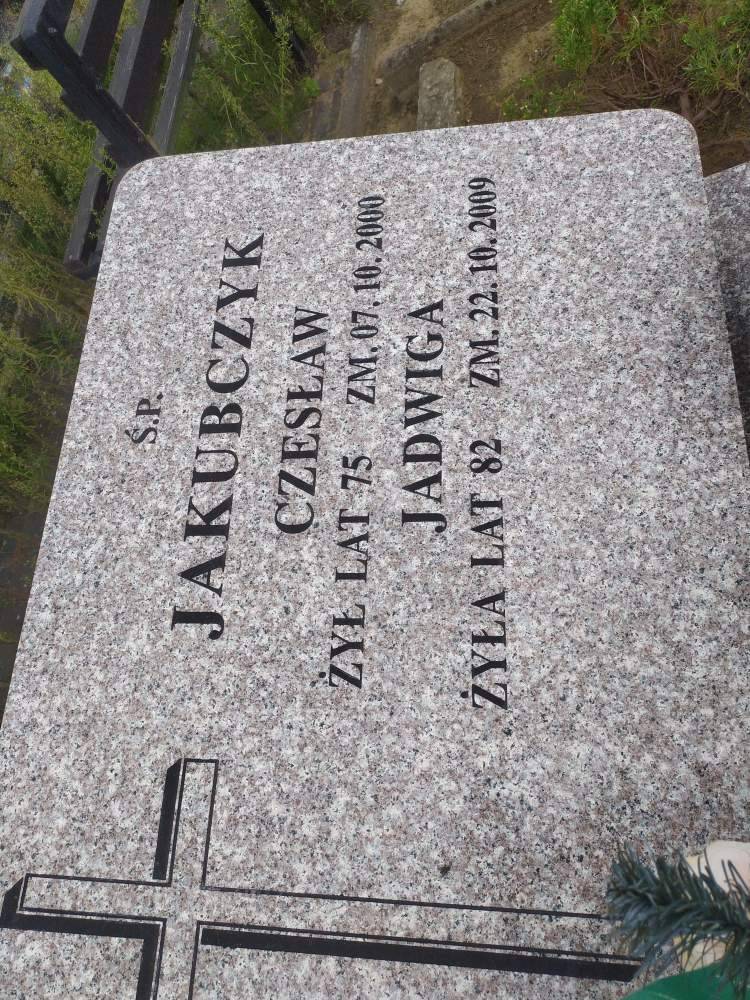 Ś.P.
JAKUBCZYK
CZESŁAW
ŻYŁ LAT 75 ZM. 07.10.2000
JADWIGA
ŻYŁA LAT 82 ZM. 22.10.2009